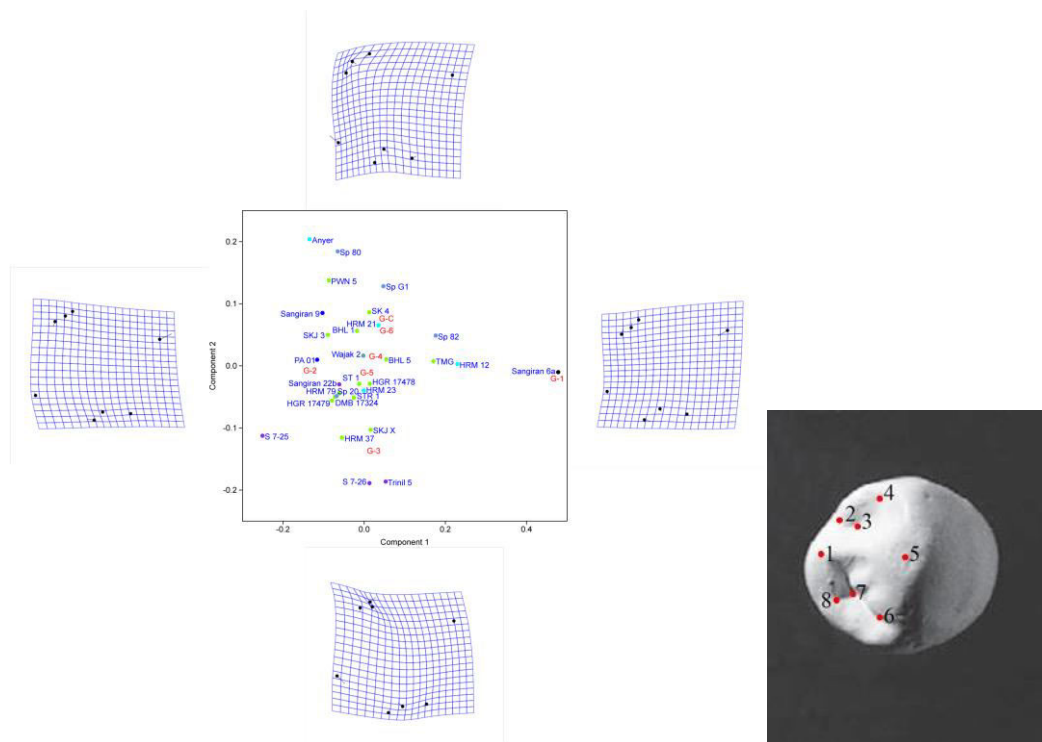 0.2
0.1
0.0
-0.1
-0.2
Component 2
Anyer
Sp 80
PWN 5
Sp G1
Sangiran 9
SK 4
G-C
HRM 21
G-6
BHL 1
SKJ 3
Sp 82
Wajak 2
G-4
PA 01
BHL 5
TMG
HRM 12
G-2
G-5
Sangiran 6a
G-1
Sangiran 22b
ST 1
HGR 17478
HRM 79
Sp 20
HRM 23
STR 1
HGR 17479
DMB 17324
S 7-25
HRM 37
SKJ X
G-3
S 7-26
Trinil 5
-0.2
0.0
0.2
0.4
Component 1
4
2
3
1
5
7
8
6